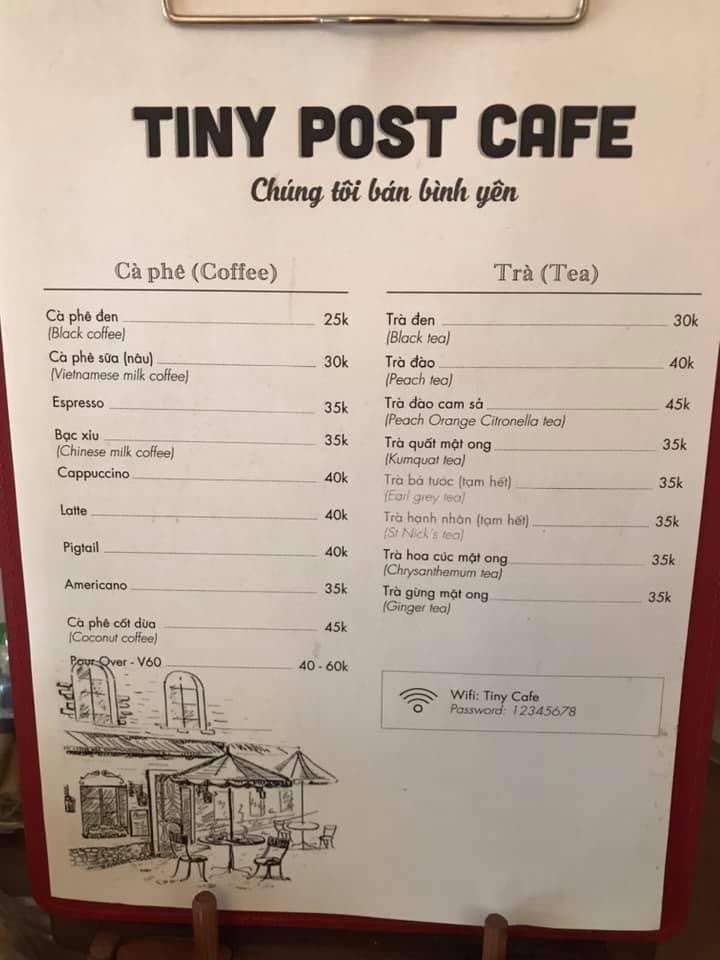 TINY POST CAFE
Chúng tôi bán bình yên
Cà phê (Coffee)
Cà phê đen 25k
(Black coffee)
Cà phê sữa (nâu) 30k
(Vietnamese milk coffee)
Espresso 35k
Bạc xỉu 35k
(Chinese milk coffee)
Cappuccino 40k
Latte 40k
Pigtail 40k
Americano 35k
Cà phê cốt dừa 45k
(Coconut coffee)
Pour Over - V60 40 - 60k
Trà (Tea)
Trà đen 30k
(Black tea)
Trà đào 40k
(Peach tea)
Trà đào cam sả 45k
(Peach Orange Citronella tea)
Trà quất mật ong 35k
(Kumquat tea)
Trà bá tước (tạm hết) 35k
(Earl grey tea)
Trà hạnh nhân (tạm hết) 35k
(St Nick's tea)
Trà hoa cúc mật ong 35k
(Chrysanthemum tea)
Trà gừng mật ong 35k
(Ginger tea)
Wifi: Tiny Cafe
Password: 12345678